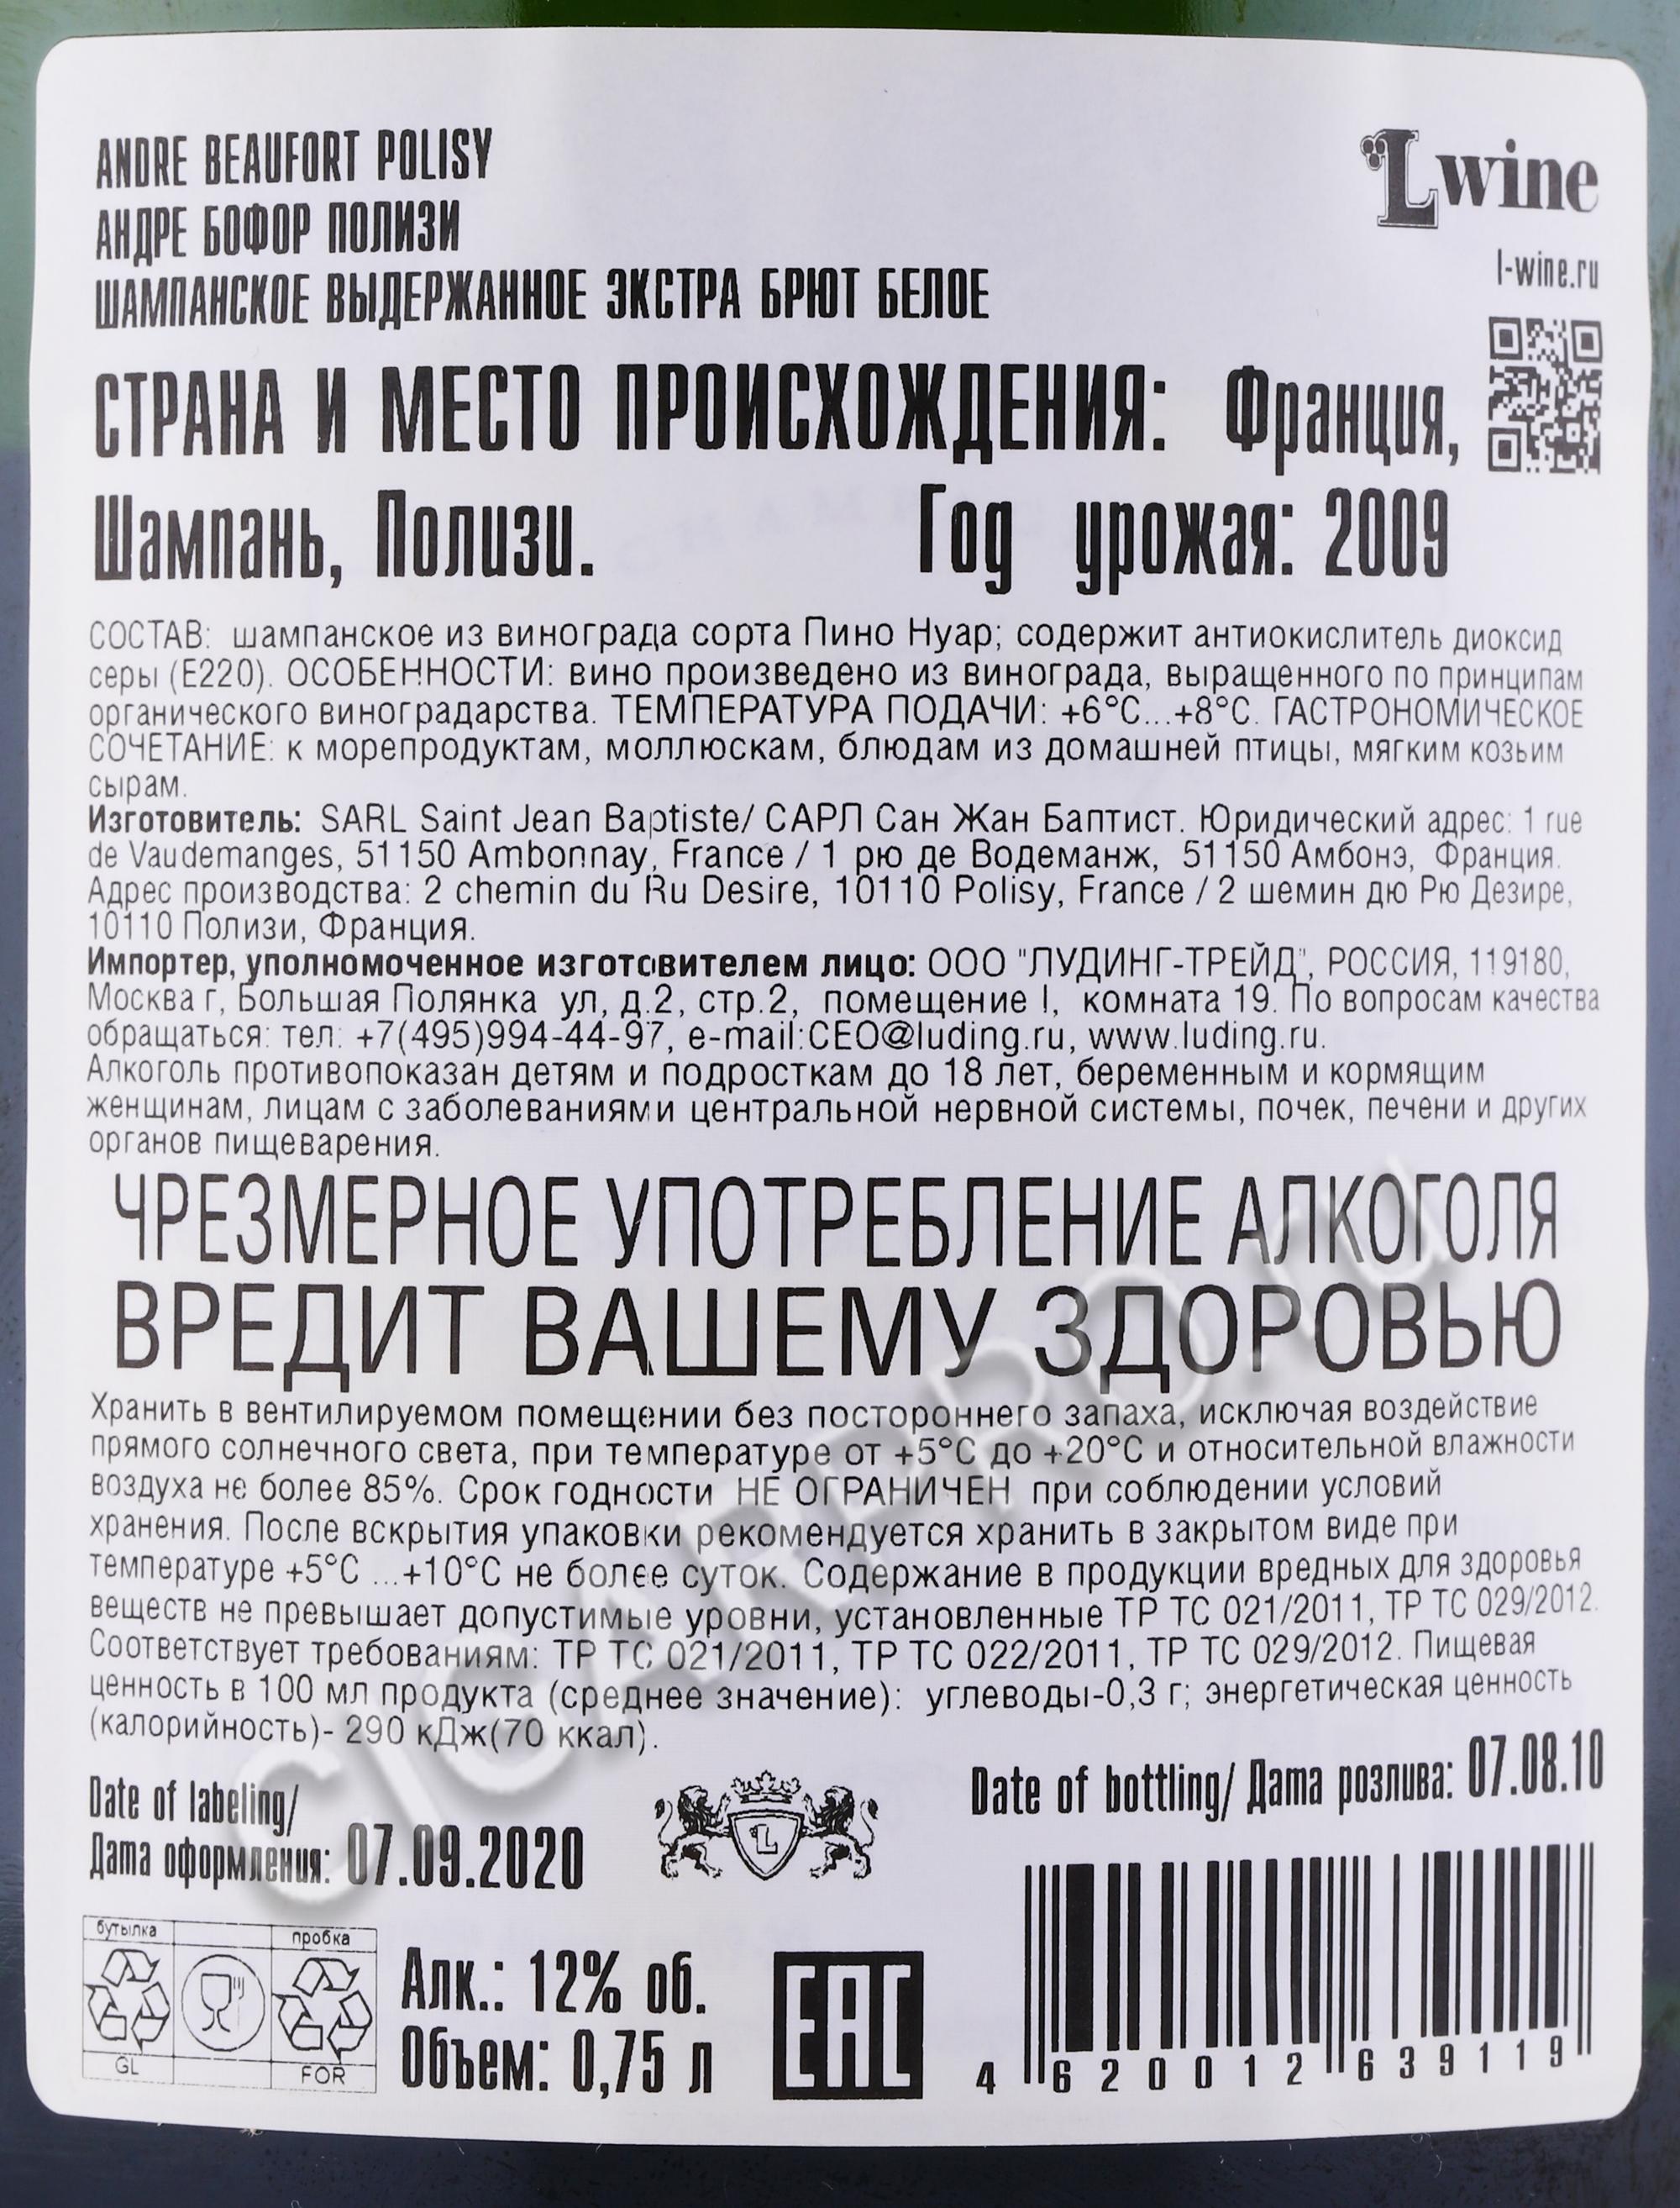 ANDRE BEAUFORT POLISY
АНДРЕ БОФОР ПОЛИЗИ
ШАМПАНСКОЕ ВЫДЕРЖАННОЕ ЭКСТРА БРЮТ БЕЛОЕ
L wine
l-wine.ru
СТРАНА И МЕСТО ПРОИСХОЖДЕНИЯ: Франция,
Шампань, Полизи. Год урожая: 2009
СОСТАВ: шампанское из винограда сорта Пино Нуар; содержит антиокислитель диоксид
серы (Е220). ОСОБЕННОСТИ: вино произведено из винограда, выращенного по принципам
органического виноградарства. ТЕМПЕРАТУРА ПОДАЧИ: +6°С...+8°С. ГАСТРОНОМИЧЕСКОЕ
СОЧЕТАНИЕ: к морепродуктам, моллюскам, блюдам из домашней птицы, мягким козьим
сырам.
Изготовитель: SARL Saint Jean Baptiste/ САРЛ Сан Жан Баптист. Юридический адрес: 1 rue
de Vaudemanges, 51150 Ambonnay, France / 1 рю де Водеманж, 51150 Амбонэ, Франция.
Адрес производства: 2 chemin du Ru Desire, 10110 Polisy, France / 2 шемин дю Рю Дезире,
10110 Полизи, Франция.
Импортер, уполномоченное изготовителем лицо: ООО "ЛУДИНГ-ТРЕЙД", РОССИЯ, 119180,
Москва г, Большая Полянка ул, д.2, стр.2, помещение I, комната 19. По вопросам качества
обращаться: тел. +7(495)994-44-97, e-mail:CEO@luding.ru, www.luding.ru.
Алкоголь противопоказан детям и подросткам до 18 лет, беременным и кормящим
женщинам, лицам с заболеваниями центральной нервной системы, почек, печени и других
органов пищеварения.
ЧРЕЗМЕРНОЕ УПОТРЕБЛЕНИЕ АЛКОГОЛЯ
ВРЕДИТ ВАШЕМУ ЗДОРОВЬЮ
Хранить в вентилируемом помещении без постороннего запаха, исключая воздействие
прямого солнечного света, при температуре от +5°С до +20°С и относительной влажности
воздуха не более 85%. Срок годности НЕ ОГРАНИЧЕН при соблюдении условий
хранения. После вскрытия упаковки рекомендуется хранить в закрытом виде при
температуре +5°С ...+10°С не более суток. Содержание в продукции вредных для здоровья
веществ не превышает допустимые уровни, установленные ТР ТС 021/2011, ТР ТС 029/2012.
Соответствует требованиям: ТР ТС 021/2011, ТР ТС 022/2011, ТР ТС 029/2012. Пищевая
ценность в 100 мл продукта (среднее значение): углеводы-0,3 г; энергетическая ценность
(калорийность)- 290 кДж(70 ккал).
CIGARPRO.ru
Date of labeling/
Дата оформления: 07.09.2020
L
Date of bottling/ Дата розлива: 07.08.10
бутылка
пробка
GL
FOR
Алк.: 12% об.
Объем: 0,75 л
EAC
4 620012 639119